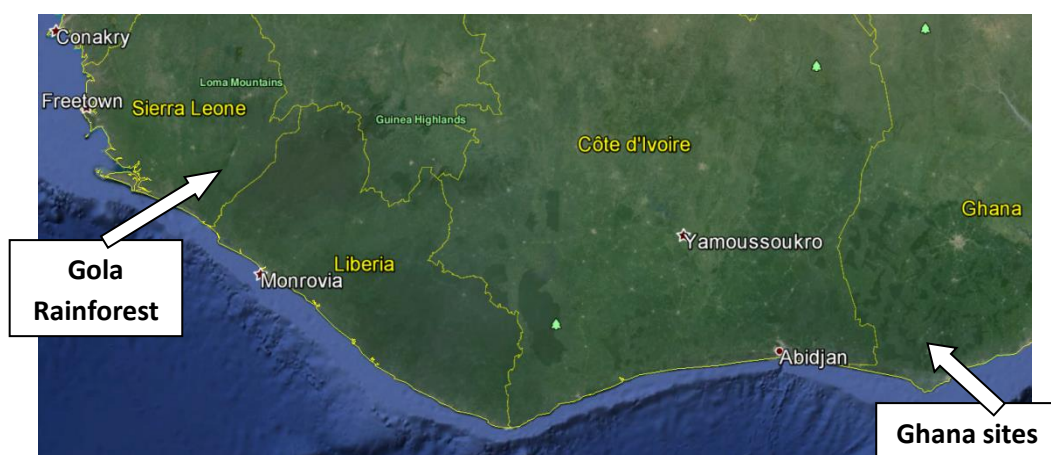 Conakry
Loma Mountains
Freetown
Sierra Leone
Guinea Highlands
Côte d'Ivoire
Ghana
Gola
Rainforest
Yamoussoukro
Liberia
Monrovia
Abidjan
Ghana sites